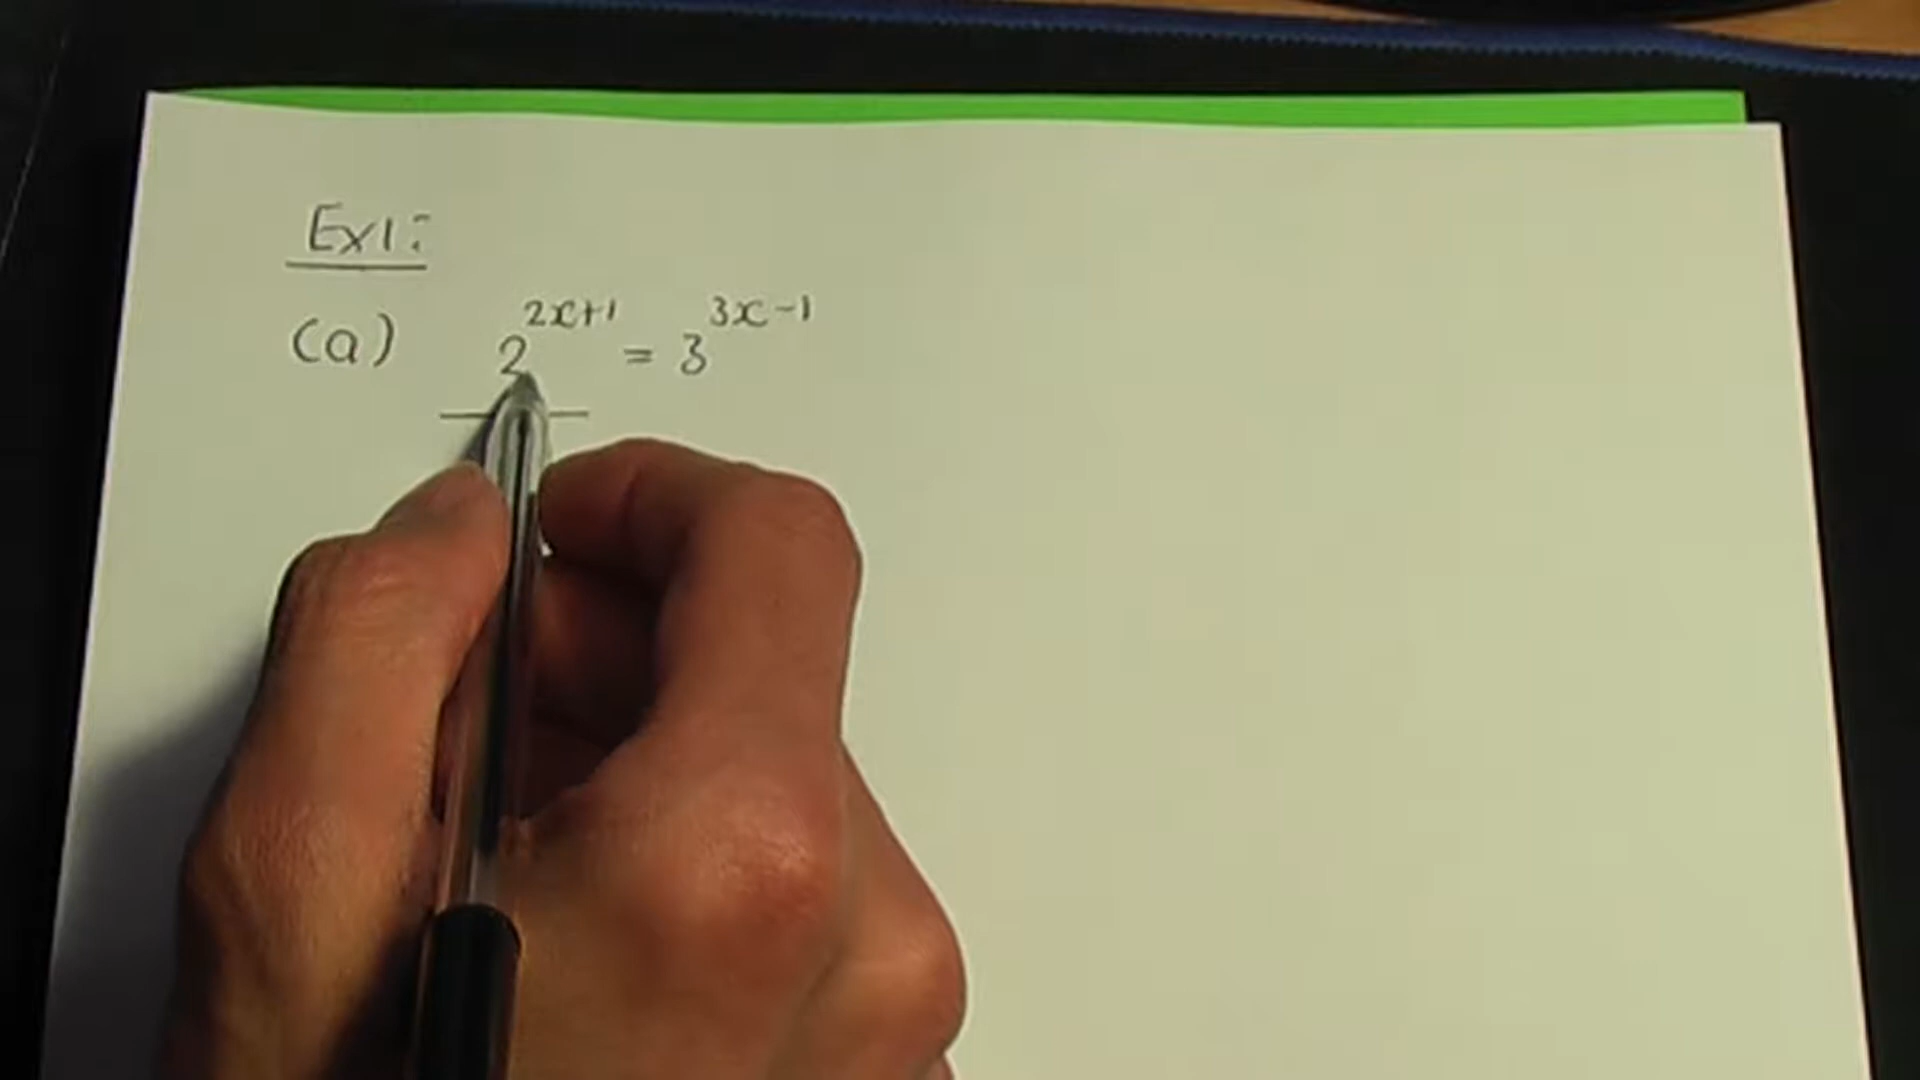 Ex1:
(a) 2^{2x+1} = 3^{3x-1}